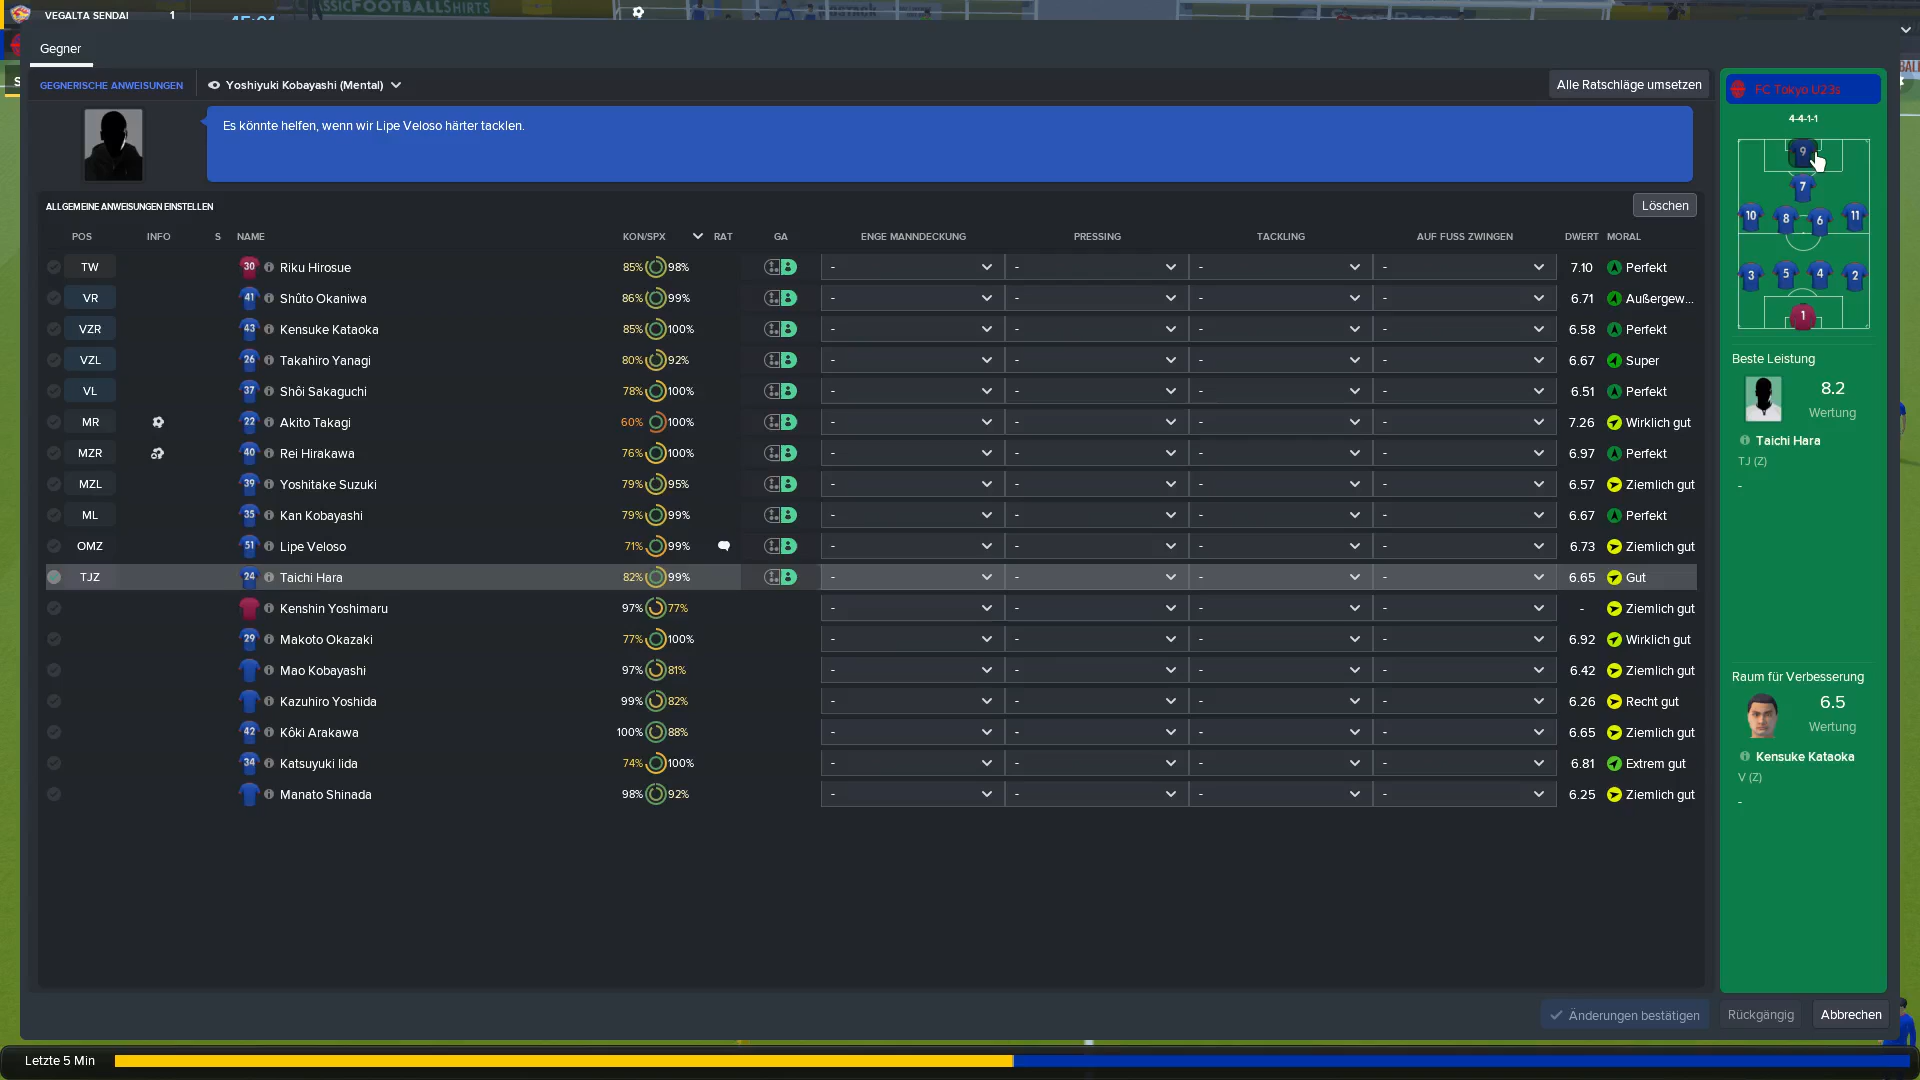 VEGALTA SENDAI 1
Gegner
GEGNERISCHE ANWEISUNGEN Yoshiyuki Kobayashi (Mental) Alle Ratschläge umsetzen
Es könnte helfen, wenn wir Lipe Veloso härter tacklen.
ALLGEMEINE ANWEISUNGEN EINSTELLEN Löschen
POS INFO S NAME KON/SPX RAT GA ENGE MANNDECKUNG PRESSING TACKLING AUF FUSS ZWINGEN DWERT MORAL
TW 30 Riku Hirosue 85% 98% - - - - 7.10 Perfekt
VR 41 Shûto Okaniwa 86% 99% - - - - 6.71 Außergew...
VZR 43 Kensuke Kataoka 85% 100% - - - - 6.58 Perfekt
VZL 26 Takahiro Yanagi 80% 92% - - - - 6.67 Super
VL 37 Shôi Sakaguchi 78% 100% - - - - 6.51 Perfekt
MR 22 Akito Takagi 60% 100% - - - - 7.26 Wirklich gut
MZR 40 Rei Hirakawa 76% 100% - - - - 6.97 Perfekt
MZL 39 Yoshitake Suzuki 79% 95% - - - - 6.57 Ziemlich gut
ML 35 Kan Kobayashi 79% 99% - - - - 6.67 Perfekt
OMZ 51 Lipe Veloso 71% 99% - - - - 6.73 Ziemlich gut
TJZ 24 Taichi Hara 82% 99% - - - - 6.65 Gut
Kenshin Yoshimaru 97% 77% - - - - - Ziemlich gut
29 Makoto Okazaki 77% 100% - - - - 6.92 Wirklich gut
Mao Kobayashi 97% 81% - - - - 6.42 Ziemlich gut
Kazuhiro Yoshida 99% 82% - - - - 6.26 Recht gut
42 Kôki Arakawa 100% 88% - - - - 6.65 Ziemlich gut
34 Katsuyuki Iida 74% 100% - - - - 6.81 Extrem gut
Manato Shinada 98% 92% - - - - 6.25 Ziemlich gut
FC Tokyo U23s
4-4-1-1
9
7
10 8 6 11
3 5 4 2
1
Beste Leistung
8.2
Wertung
Taichi Hara
TJ (Z)
-
Raum für Verbesserung
6.5
Wertung
Kensuke Kataoka
V (Z)
-
Änderungen bestätigen Rückgängig Abbrechen
Letzte 5 Min